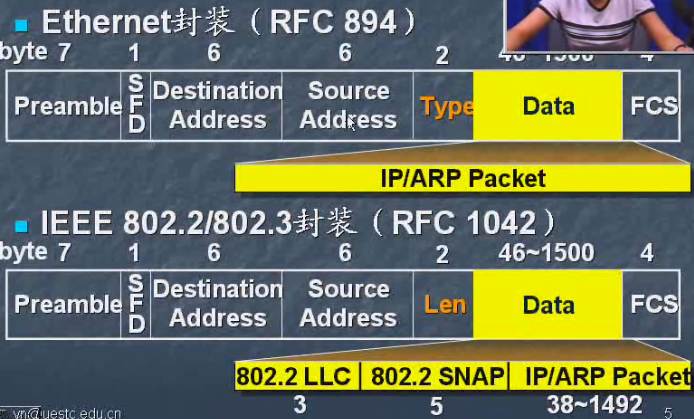 Ethernet封装（RFC 894）
byte 7 1 6 6 2 46~1500 4
Preamble SFD Destination Address Source Address Type Data FCS
IP/ARP Packet
IEEE 802.2/802.3封装（RFC 1042）
byte 7 1 6 6 2 46~1500 4
Preamble SFD Destination Address Source Address Len Data FCS
802.2 LLC 802.2 SNAP IP/ARP Packet
3 5 38~1492
yn@uestc.edu.cn 5